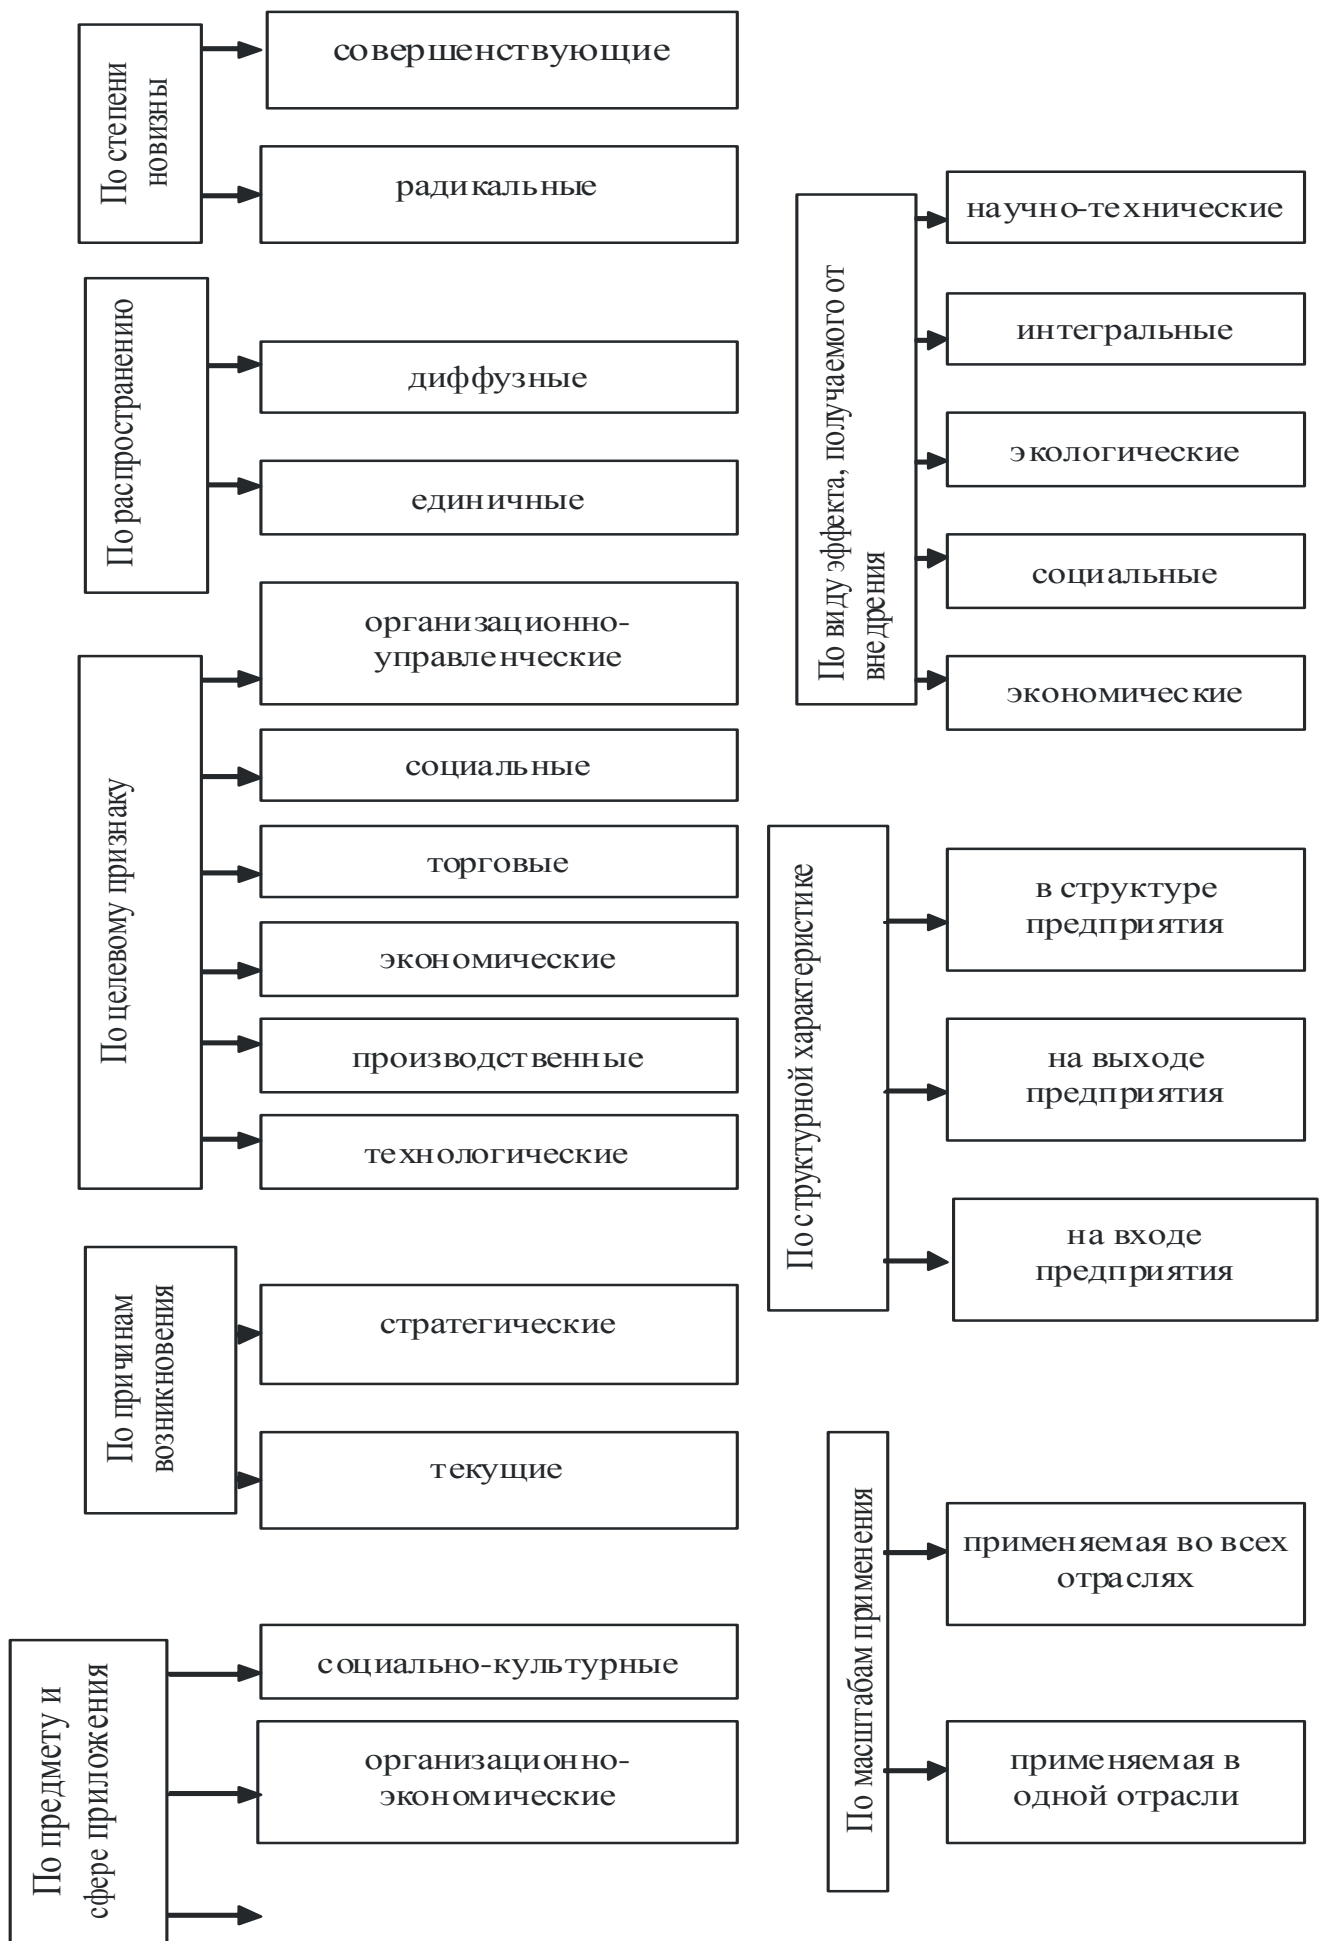 По степени
новизны
совершенствующие
радикальные
По распространению
диффузные
единичные
По целевому признаку
организационно-
управленческие
социальные
торговые
экономические
производственные
технологические
По причинам
возникновения
стратегические
текущие
По предмету и
сфере приложения
социально-культурные
организационно-
экономические
По виду эффекта, получаемого от
внедрения
научно-технические
интегральные
экологические
социальные
экономические
По структурной характеристике
в структуре
предприятия
на выходе
предприятия
на входе
предприятия
По масштабам применения
применяемая во всех
отраслях
применяемая в
одной отрасли